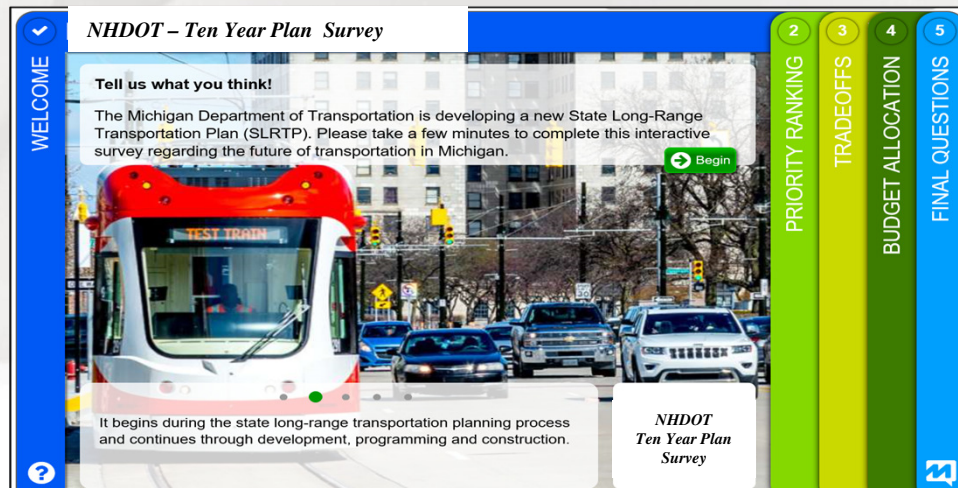 NHDOT – Ten Year Plan Survey
WELCOME
Tell us what you think!
The Michigan Department of Transportation is developing a new State Long-Range
Transportation Plan (SLRTP). Please take a few minutes to complete this interactive
survey regarding the future of transportation in Michigan.
Begin
TEST TRAIN
It begins during the state long-range transportation planning process
and continues through development, programming and construction.
NHDOT
Ten Year Plan
Survey
?
2
PRIORITY RANKING
3
TRADEOFFS
4
BUDGET ALLOCATION
5
FINAL QUESTIONS